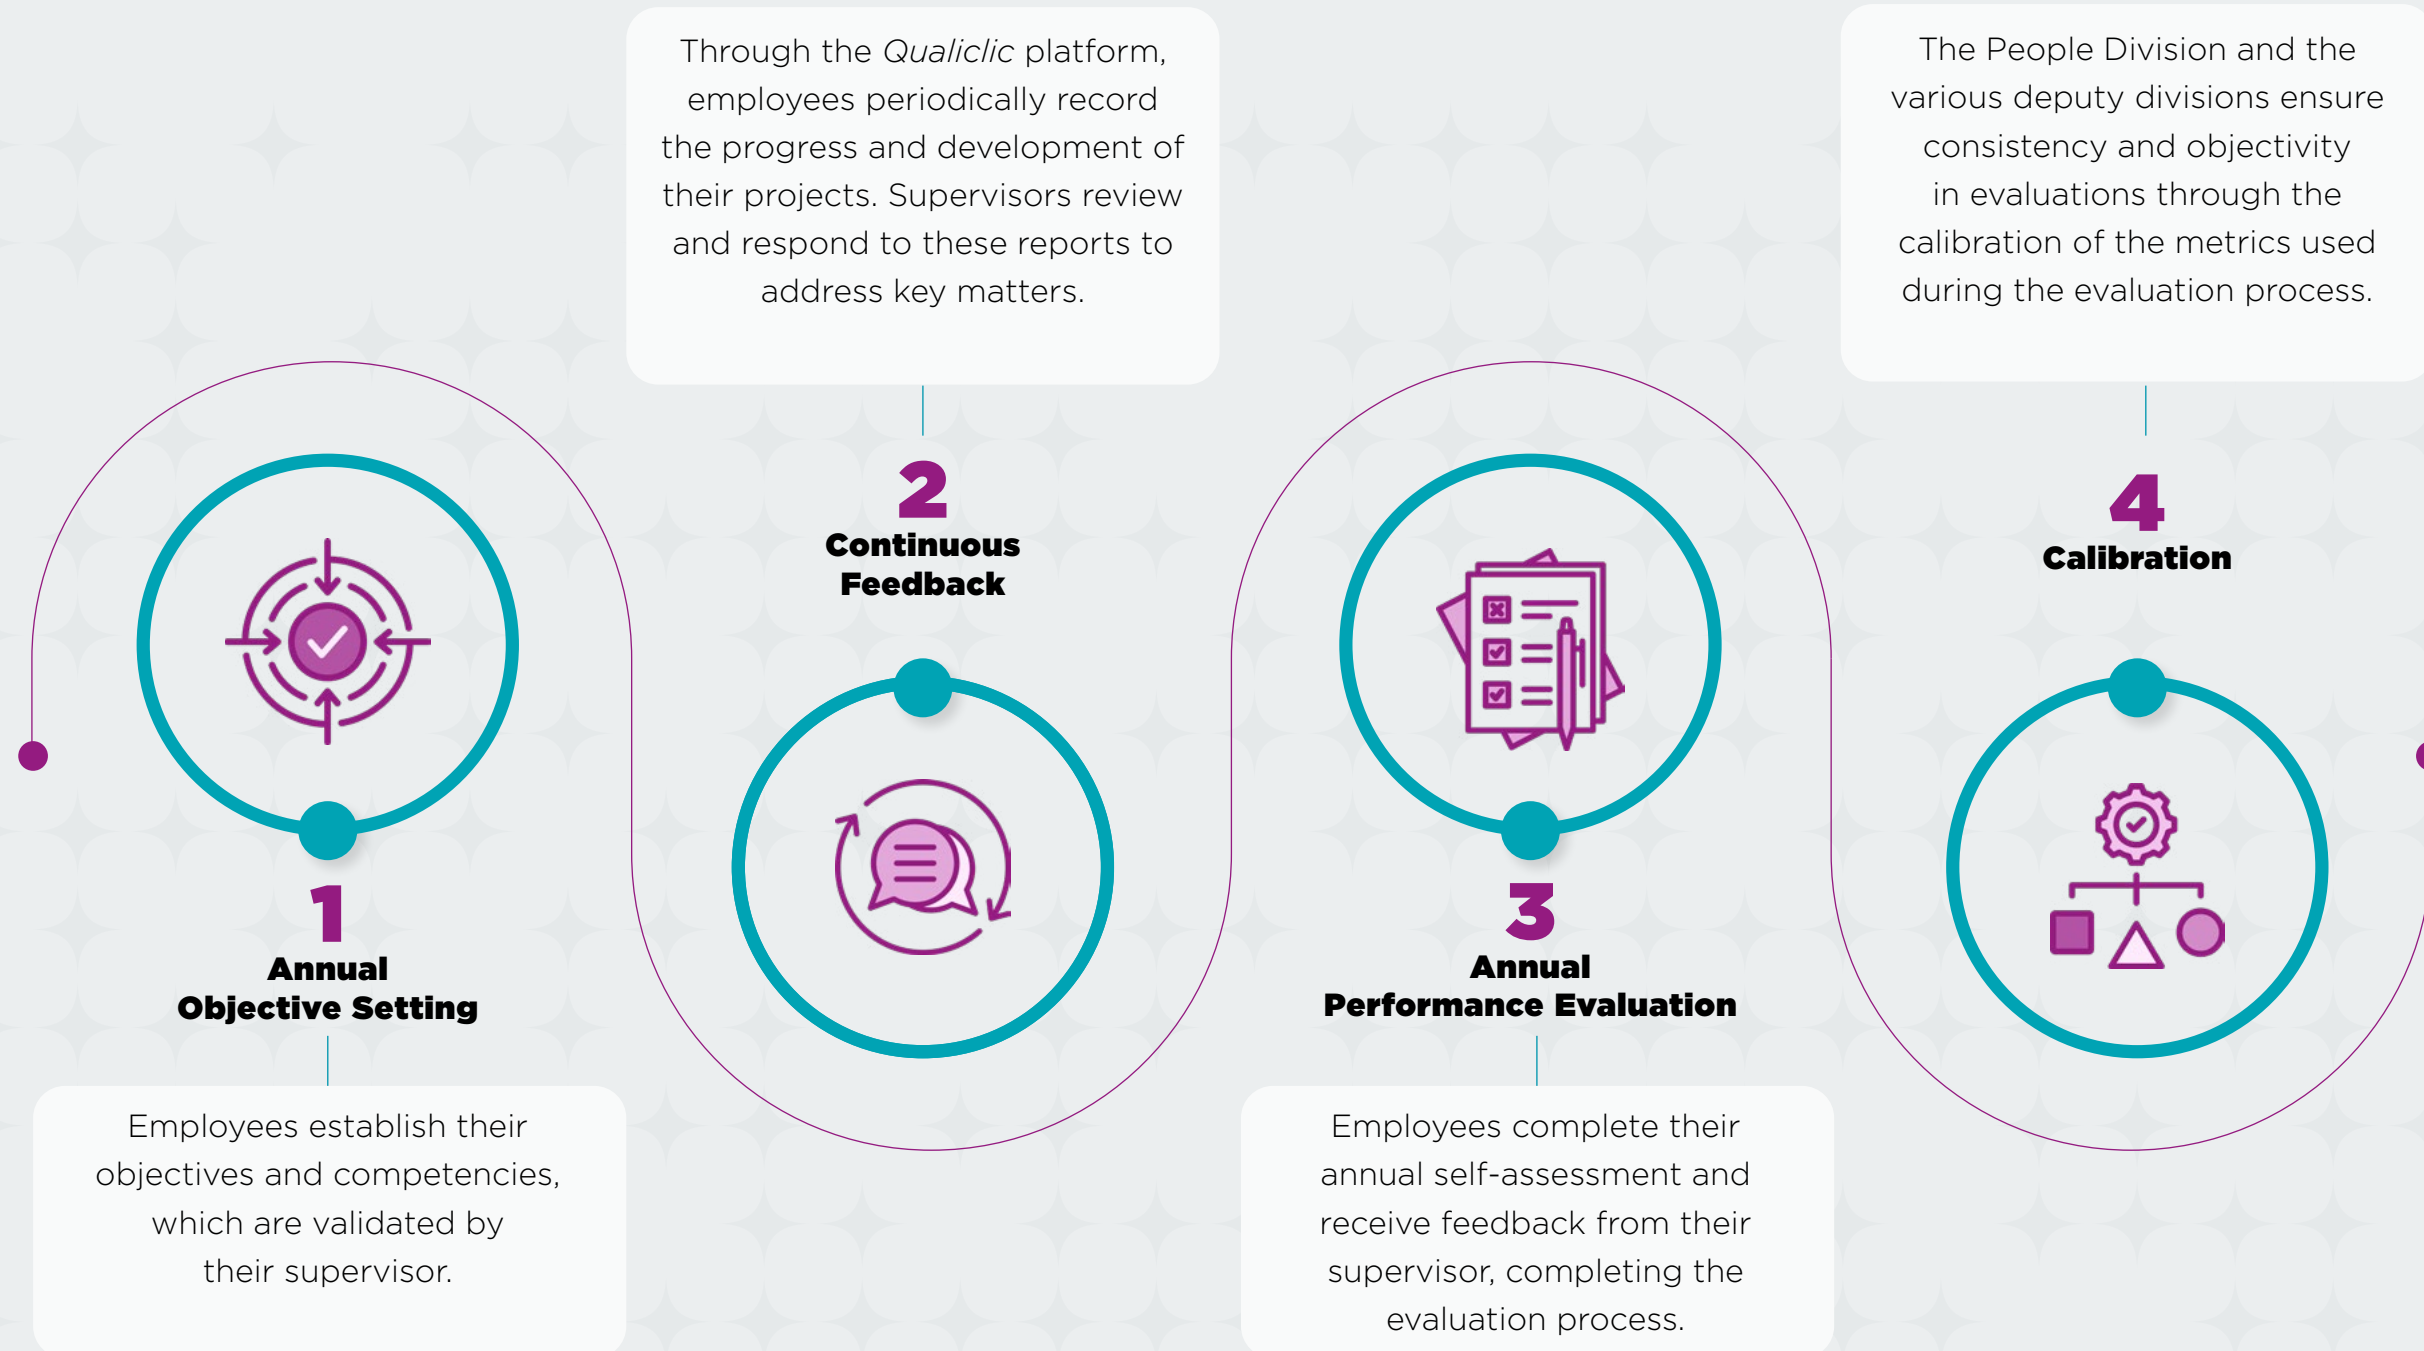 1
Annual
Objective Setting
Employees establish their
objectives and competencies,
which are validated by
their supervisor.
Through the Qualiclic platform,
employees periodically record
the progress and development of
their projects. Supervisors review
and respond to these reports to
address key matters.
2
Continuous
Feedback
3
Annual
Performance Evaluation
Employees complete their
annual self-assessment and
receive feedback from their
supervisor, completing the
evaluation process.
The People Division and the
various deputy divisions ensure
consistency and objectivity
in evaluations through the
calibration of the metrics used
during the evaluation process.
4
Calibration